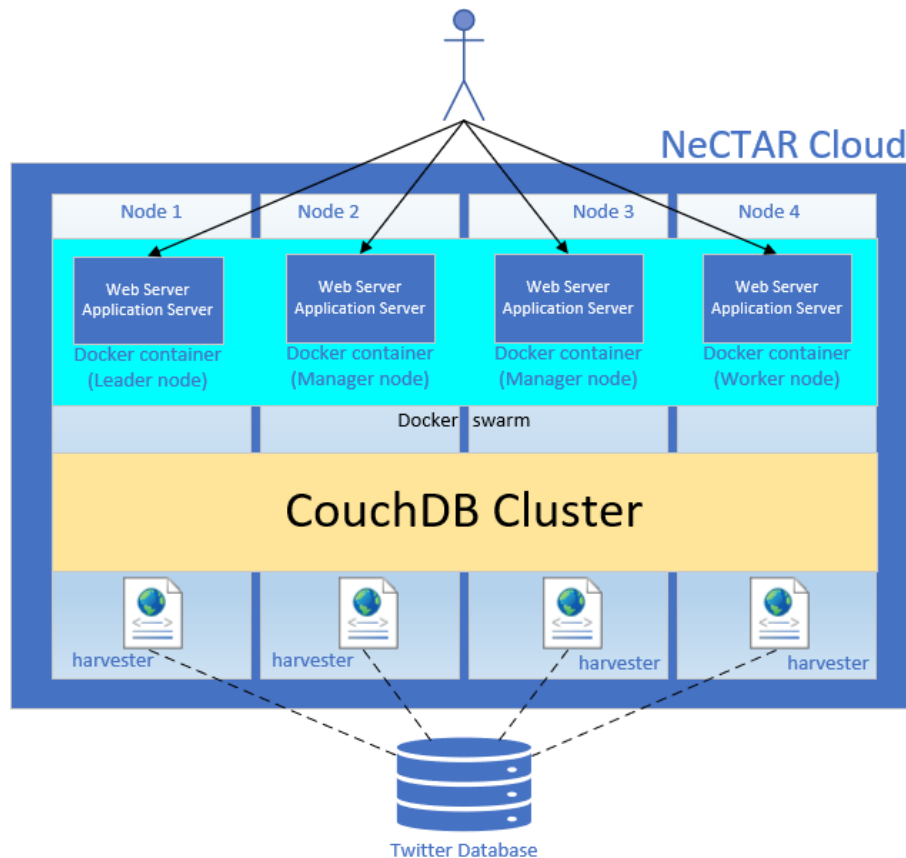 NeCTAR Cloud
Node 1
Node 2
Node 3
Node 4
Web Server
Application Server
Web Server
Application Server
Web Server
Application Server
Web Server
Application Server
Docker container
(Leader node)
Docker container
(Manager node)
Docker container
(Manager node)
Docker container
(Worker node)
Docker swarm
CouchDB Cluster
harvester
harvester
harvester
harvester
Twitter Database